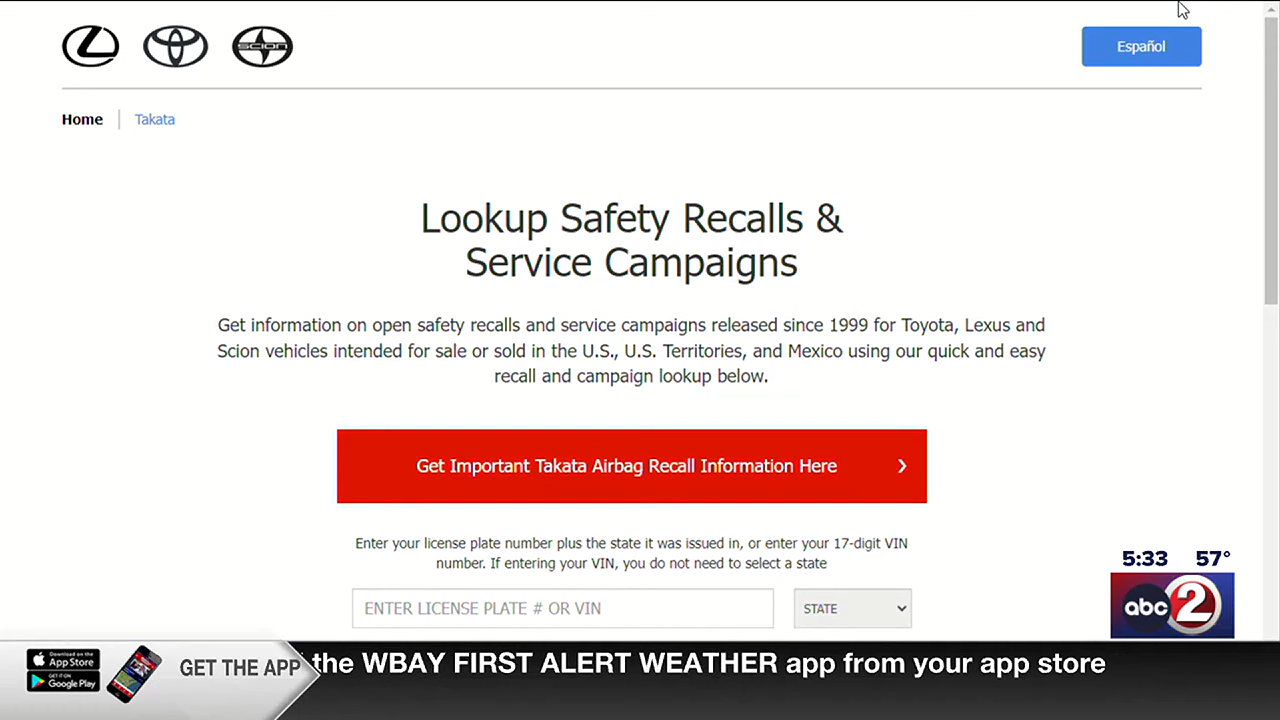 SCION
Español
Home
Takata
Lookup Safety Recalls &
Service Campaigns
Get information on open safety recalls and service campaigns released since 1999 for Toyota, Lexus and
Scion vehicles intended for sale or sold in the U.S., U.S. Territories, and Mexico using our quick and easy
recall and campaign lookup below.
Get Important Takata Airbag Recall Information Here
Enter your license plate number plus the state it was issued in, or enter your 17-digit VIN
number. If entering your VIN, you do not need to select a state
ENTER LICENSE PLATE # OR VIN
STATE
5:33 57°
abc 2
Download on the
App Store
GET IT ON
Google Play
GET THE APP
the WBAY FIRST ALERT WEATHER app from your app store